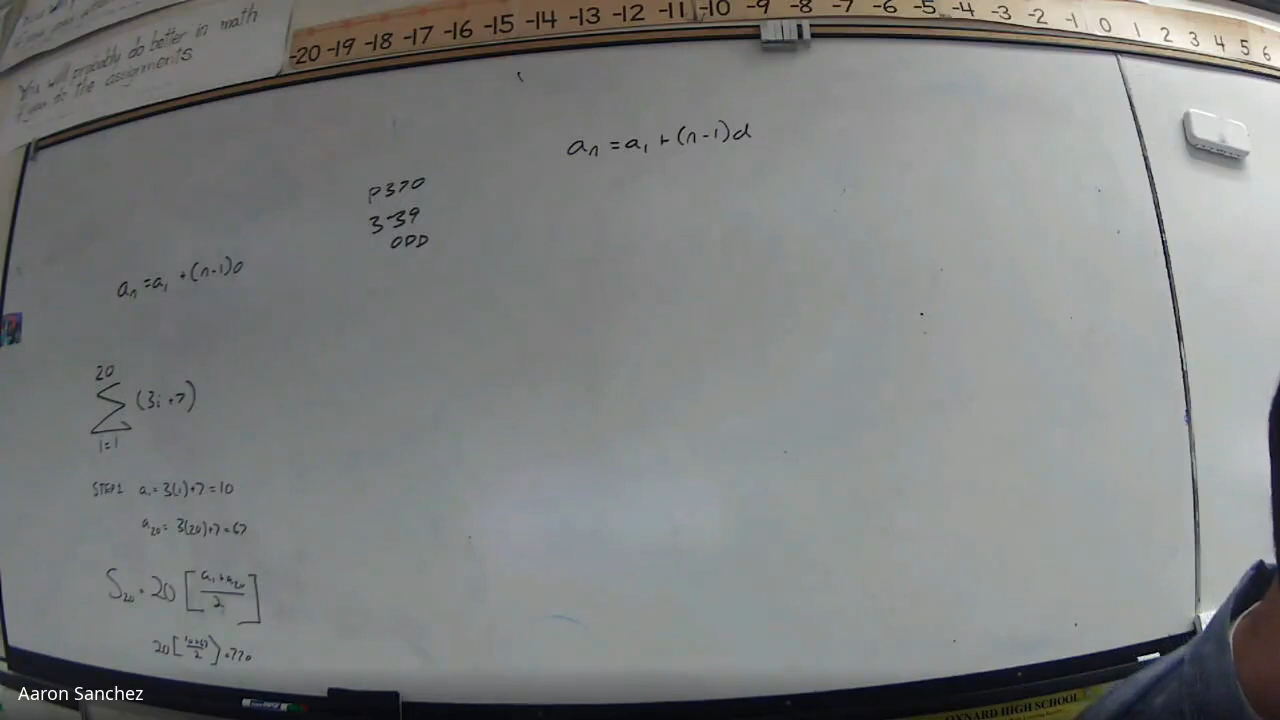 You will probably do better in math
if you do the assignments
-20 -19 -18 -17 -16 -15 -14 -13 -12 -11 -10 -9 -8 -7 -6 -5 -4 -3 -2 -1 0 1 2 3 4 5 6
aₙ = a₁ + (n-1)d
P370
3-39
ODD
aₙ = a₁ + (n-1)d
20
∑ (3i+7)
i=1
STEP1 a₁ = 3(1)+7 = 10
a₂₀ = 3(20)+7 = 67
S₂₀ = 20 [ (a₁+a₂₀)/2 ]
20 [ (10+67)/2 ] = 770
OXNARD HIGH SCHOOL
Aaron Sanchez